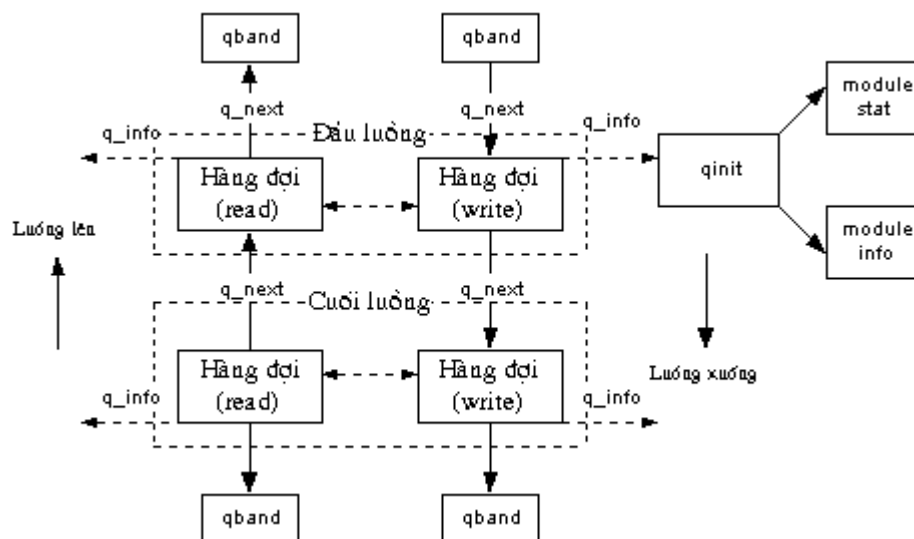 qband
qband
module
stat
q_next
q_next
q_info
Đầu luồng
q_info
Hàng đợi
(read)
Hàng đợi
(write)
qinit
Luồng lên
module
info
q_next
q_next
Cuối luồng
Hàng đợi
(read)
Hàng đợi
(write)
Luồng xuống
q_info
q_info
qband
qband